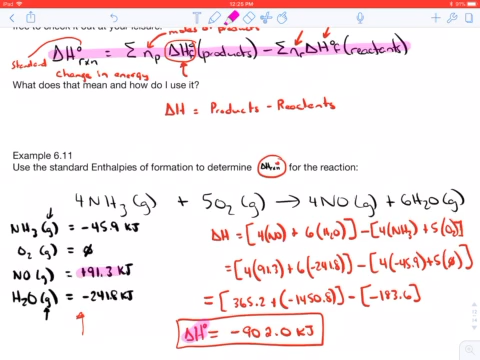 iPad
12:25 PM
free to check it out at your leisure.
moles of product
Standard ΔH°rxn = Σ np ΔH°f (products) - Σ nr ΔH°f (reactants)
change in energy
What does that mean and how do I use it?
ΔH = Products - Reactants
Example 6.11
Use the standard Enthalpies of formation to determine ΔH°rxn for the reaction:
4NH3(g) + 5O2(g) → 4NO(g) + 6H2O(g)
NH3(g) = -45.9 KJ
O2(g) = ∅
NO(g) = +91.3 KJ
H2O(g) = -241.8 KJ
ΔH = [4(NO) + 6(H2O)] - [4(NH3) + 5(O2)]
= [4(91.3) + 6(-241.8)] - [4(-45.9) + 5(∅)]
= [365.2 + (-1450.8)] - [-183.6]
ΔH° = -902.0 KJ